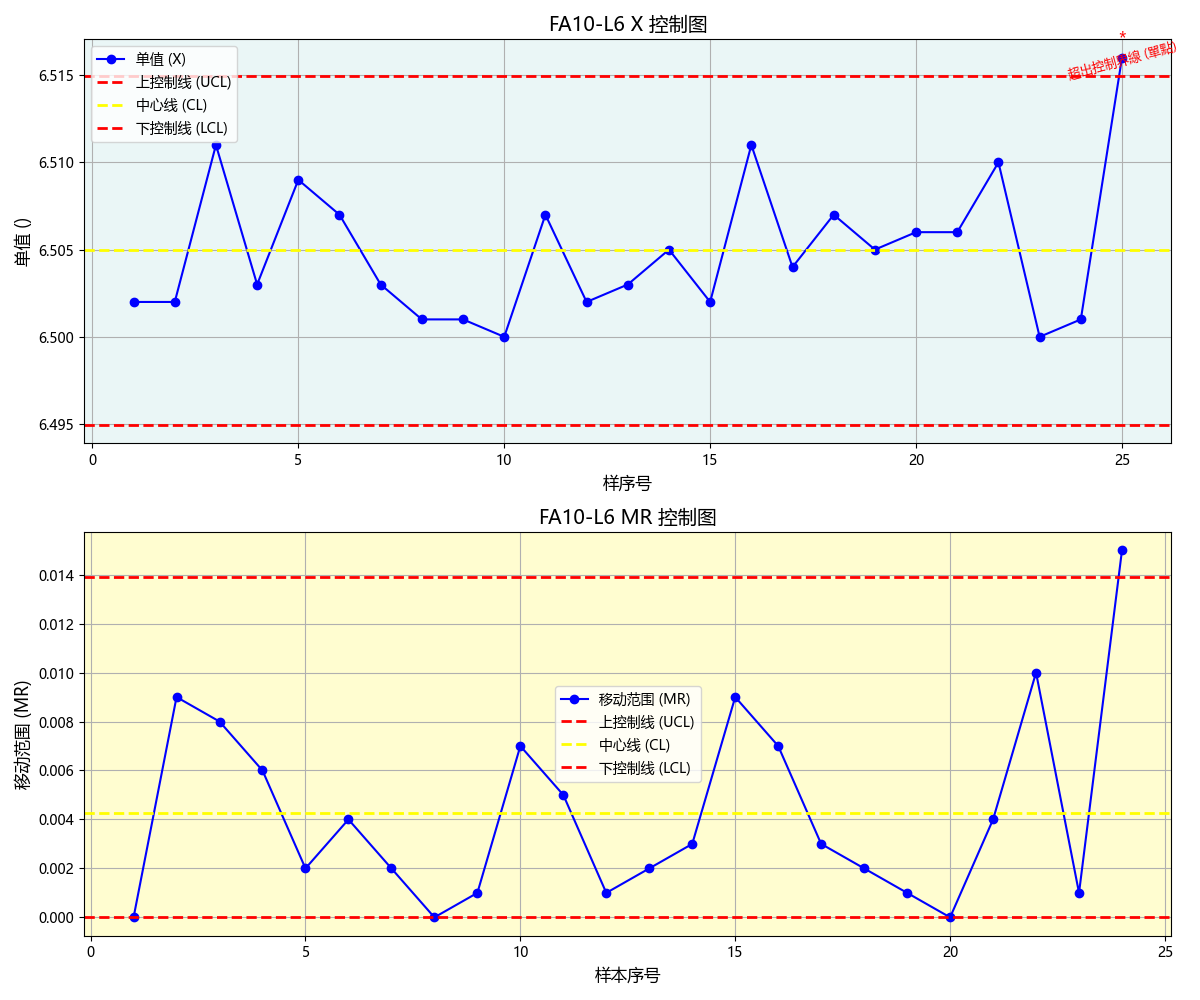 FA10-L6 X 控制图
*
超出控制界線 (單點)
单值 (X)
上控制线 (UCL)
中心线 (CL)
下控制线 (LCL)
单值 ()
6.515
6.510
6.505
6.500
6.495
0 5 10 15 20 25
样序号
FA10-L6 MR 控制图
移动范围 (MR)
0.014
0.012
0.010
0.008
0.006
0.004
0.002
0.000
移动范围 (MR)
上控制线 (UCL)
中心线 (CL)
下控制线 (LCL)
0 5 10 15 20 25
样本序号